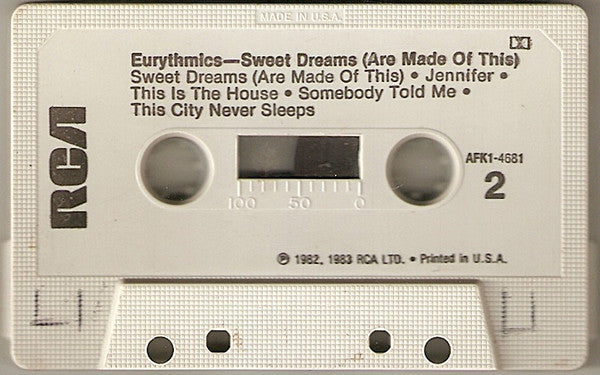 MADE IN U.S.A.
Eurythmics—Sweet Dreams (Are Made Of This)
Sweet Dreams (Are Made Of This) • Jennifer •
This Is The House • Somebody Told Me •
This City Never Sleeps
RCA
AFK1-4681
2
100 50 0
℗ 1982, 1983 RCA LTD. • Printed in U.S.A.